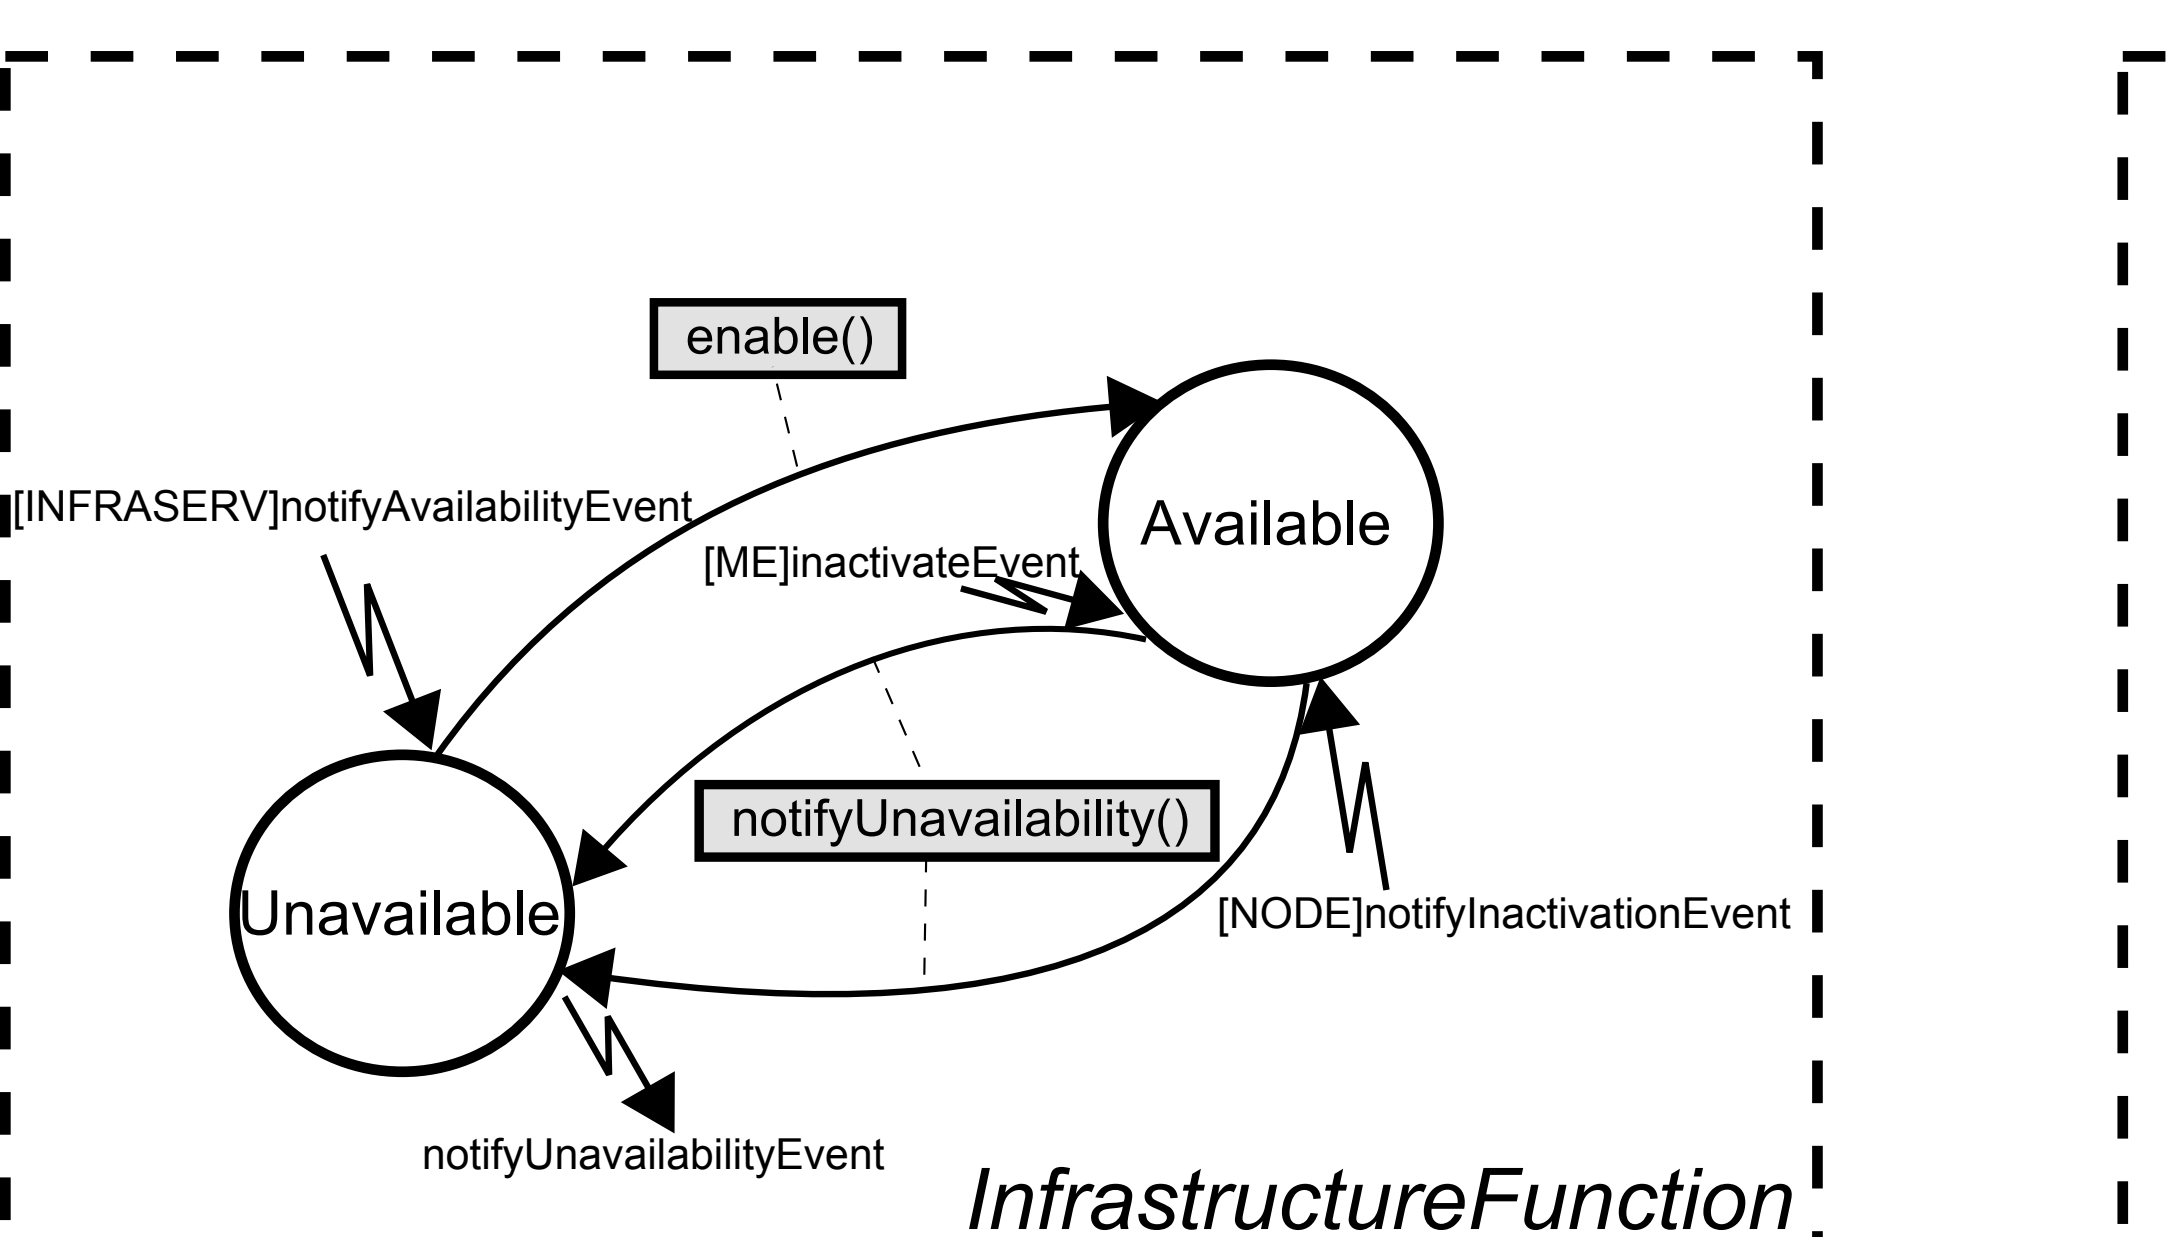 enable()
[INFRASERV]notifyAvailabilityEvent
Available
[ME]inactivateEvent
notifyUnavailability()
Unavailable
[NODE]notifyInactivationEvent
notifyUnavailabilityEvent
InfrastructureFunction